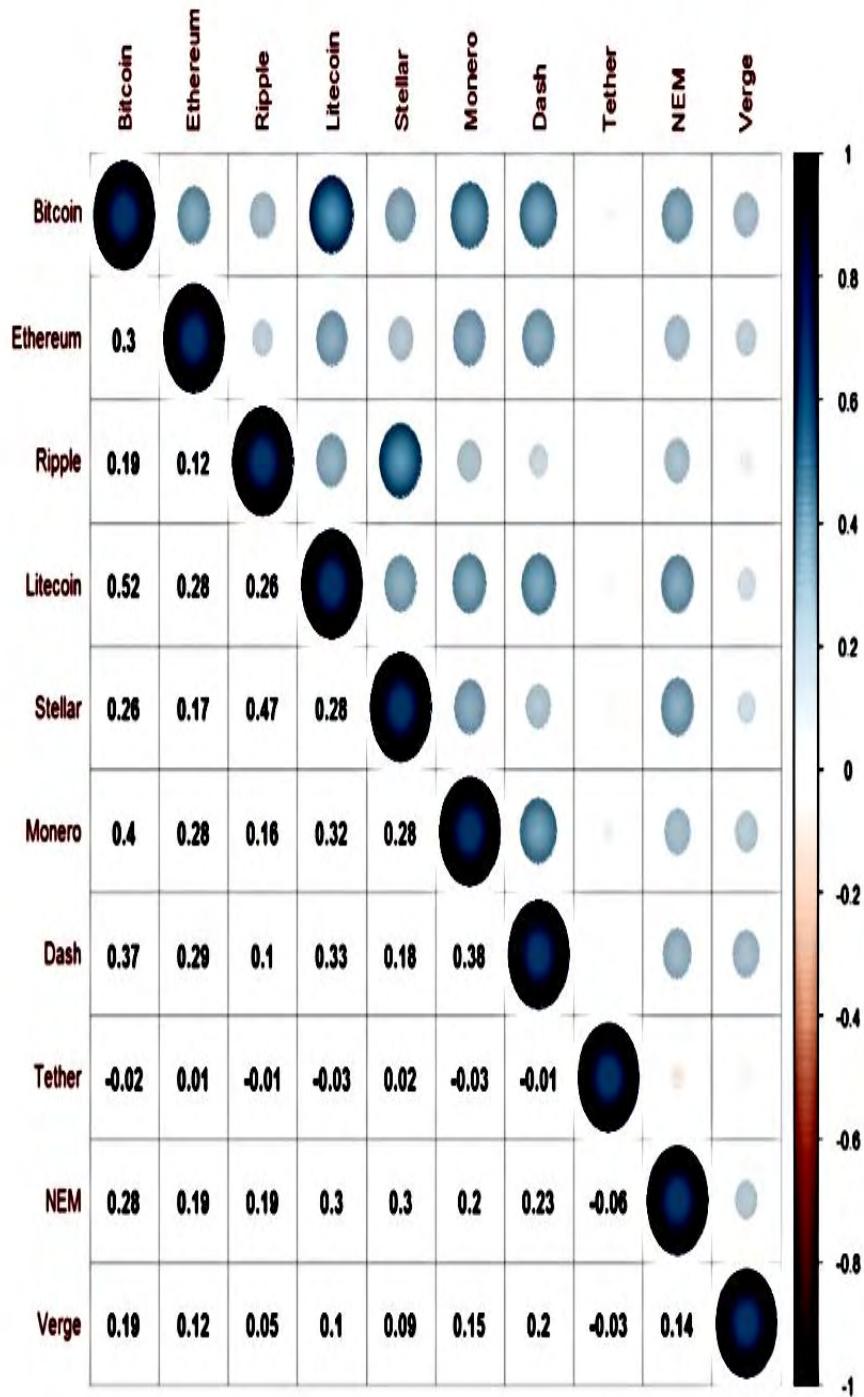 Bitcoin Ethereum Ripple Litecoin Stellar Monero Dash Tether NEM Verge
1
Bitcoin
0.8
Ethereum 0.3
0.6
Ripple 0.19 0.12
0.4
Litecoin 0.52 0.28 0.26
0.2
Stellar 0.26 0.17 0.47 0.28
0
Monero 0.4 0.28 0.16 0.32 0.28
-0.2
Dash 0.37 0.29 0.1 0.33 0.18 0.38
-0.4
Tether -0.02 0.01 -0.01 -0.03 0.02 -0.03 -0.01
-0.6
NEM 0.28 0.19 0.19 0.3 0.3 0.2 0.23 -0.06
-0.8
Verge 0.19 0.12 0.05 0.1 0.09 0.15 0.2 -0.03 0.14
-1